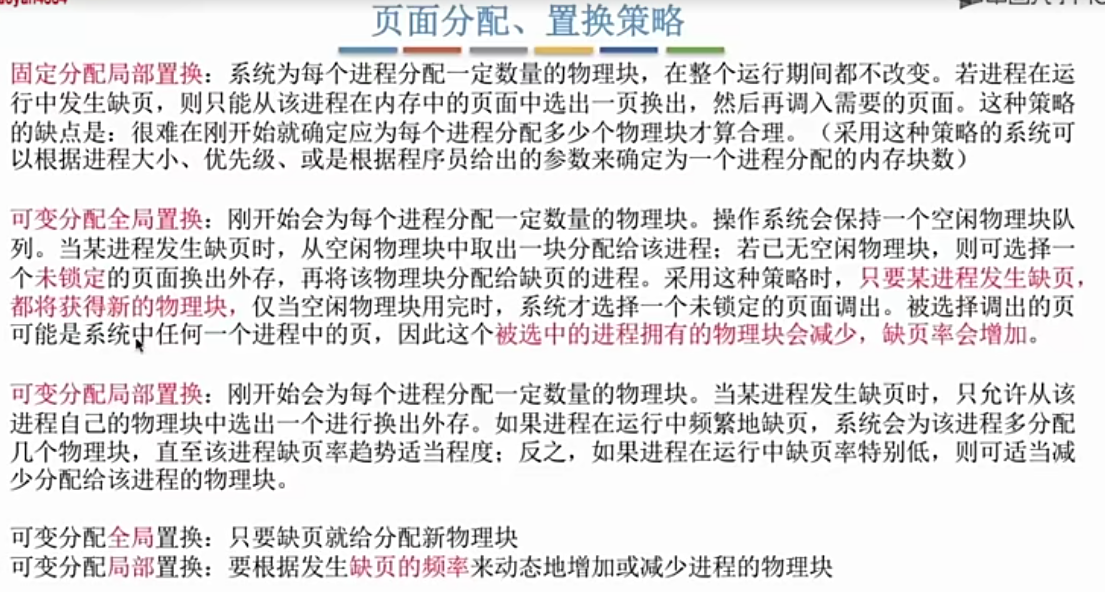 页面分配、置换策略
固定分配局部置换：系统为每个进程分配一定数量的物理块，在整个运行期间都不改变。若进程在运
行中发生缺页，则只能从该进程在内存中的页面中选出一页换出，然后再调入需要的页面。这种策略
的缺点是：很难在刚开始就确定应为每个进程分配多少个物理块才算合理。（采用这种策略的系统可
以根据进程大小、优先级、或是根据程序员给出的参数来确定为一个进程分配的内存块数）
可变分配全局置换：刚开始会为每个进程分配一定数量的物理块。操作系统会保持一个空闲物理块队
列。当某进程发生缺页时，从空闲物理块中取出一块分配给该进程；若已无空闲物理块，则可选择一
个未锁定的页面换出外存，再将该物理块分配给缺页的进程。采用这种策略时，只要某进程发生缺页，
都将获得新的物理块，仅当空闲物理块用完时，系统才选择一个未锁定的页面调出。被选择调出的页
可能是系统中任何一个进程中的页，因此这个被选中的进程拥有的物理块会减少，缺页率会增加。
可变分配局部置换：刚开始会为每个进程分配一定数量的物理块。当某进程发生缺页时，只允许从该
进程自己的物理块中选出一个进行换出外存。如果进程在运行中频繁地缺页，系统会为该进程多分配
几个物理块，直至该进程缺页率趋势适当程度；反之，如果进程在运行中缺页率特别低，则可适当减
少分配给该进程的物理块。
可变分配全局置换：只要缺页就给分配新物理块
可变分配局部置换：要根据发生缺页的频率来动态地增加或减少进程的物理块